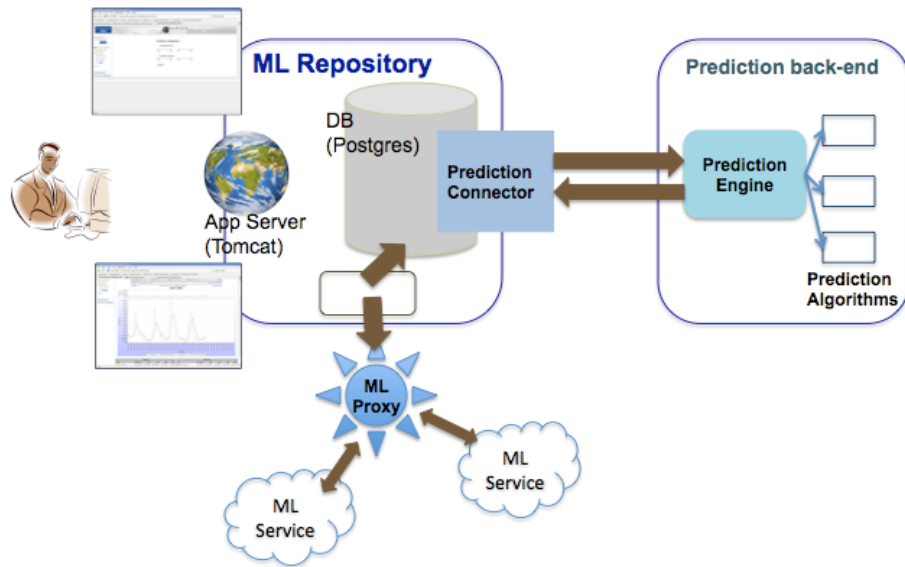 ML Repository
DB
(Postgres)
App Server
(Tomcat)
Prediction
Connector
Prediction back-end
Prediction
Engine
Prediction
Algorithms
ML
Proxy
ML
Service
ML
Service